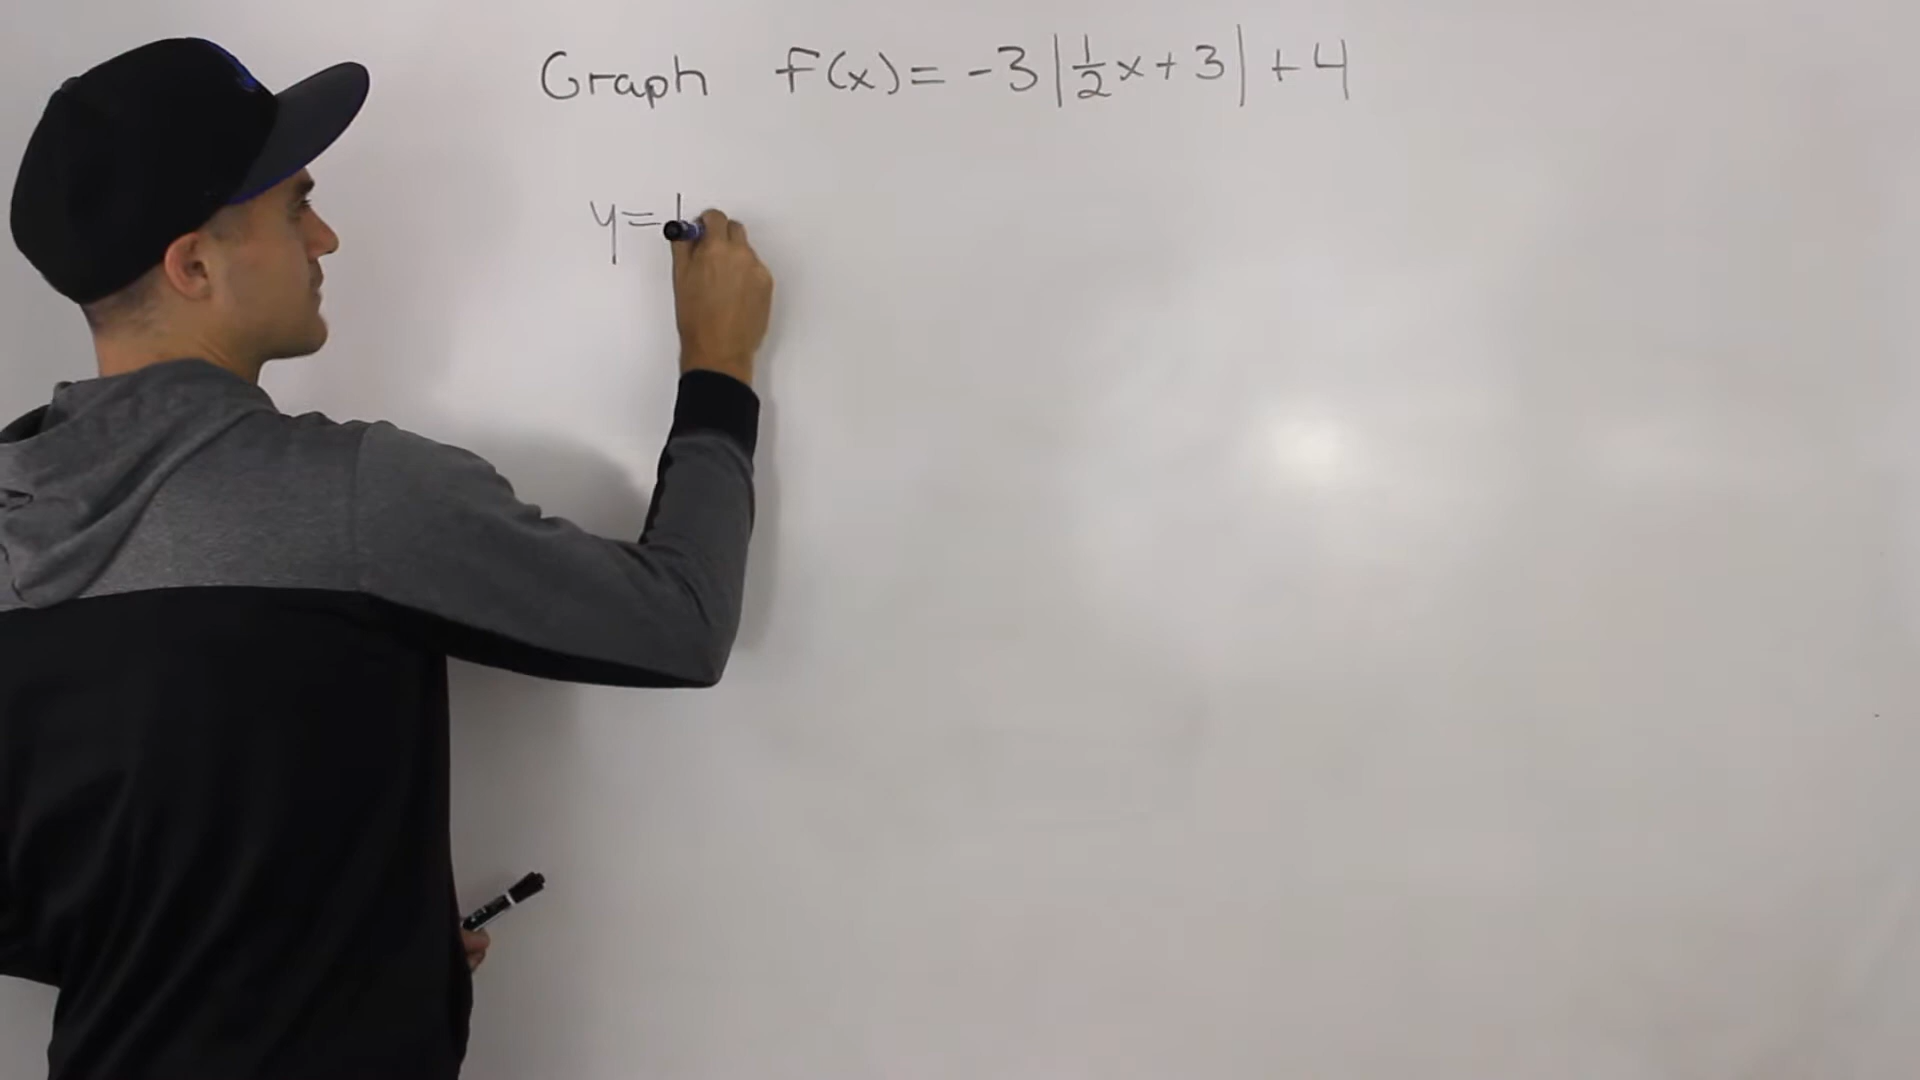 Graph f(x) = -3|½x+3| +4
y=|